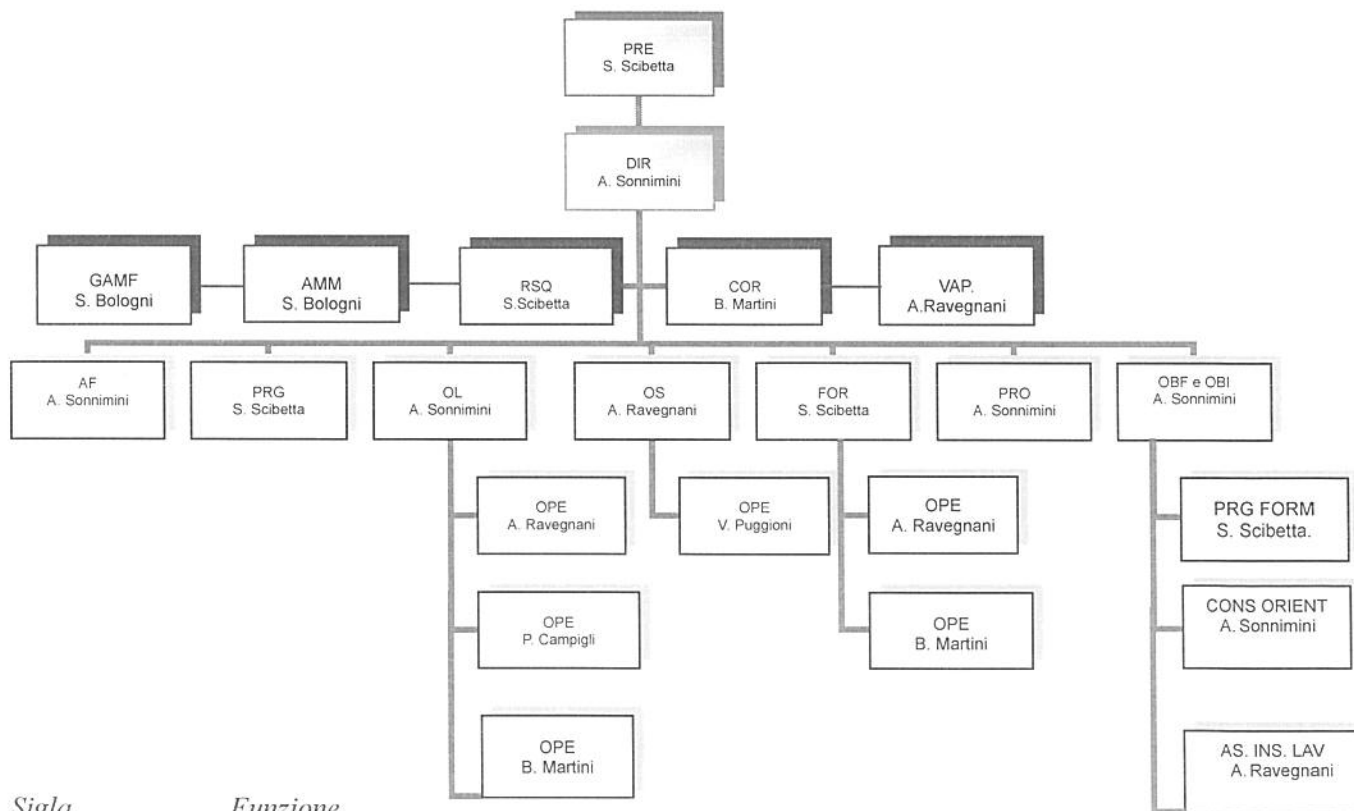 PRE
S. Scibetta
DIR
A. Sonnimini
GAMF
S. Bologni
AMM
S. Bologni
RSQ
S.Scibetta
COR
B. Martini
VAP.
A.Ravegnani
AF
A. Sonnimini
PRG
S. Scibetta
OL
A. Sonnimini
OS
A. Ravegnani
FOR
S. Scibetta
PRO
A. Sonnimini
OBF e OBI
A. Sonnimini
OPE
A. Ravegnani
OPE
P. Campigli
OPE
B. Martini
OPE
V. Puggioni
OPE
A. Ravegnani
OPE
B. Martini
PRG FORM
S. Scibetta.
CONS ORIENT
A. Sonnimini
AS. INS. LAV
A. Ravegnani
Sigla Funzione